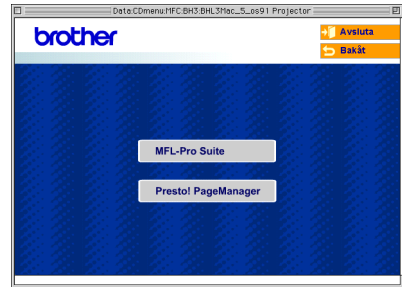 Data:CDmenu:MFC:BH3:BHL3Mac_5_os91 Projector
brother
Avsluta
Bakåt
MFL-Pro Suite
Presto! PageManager